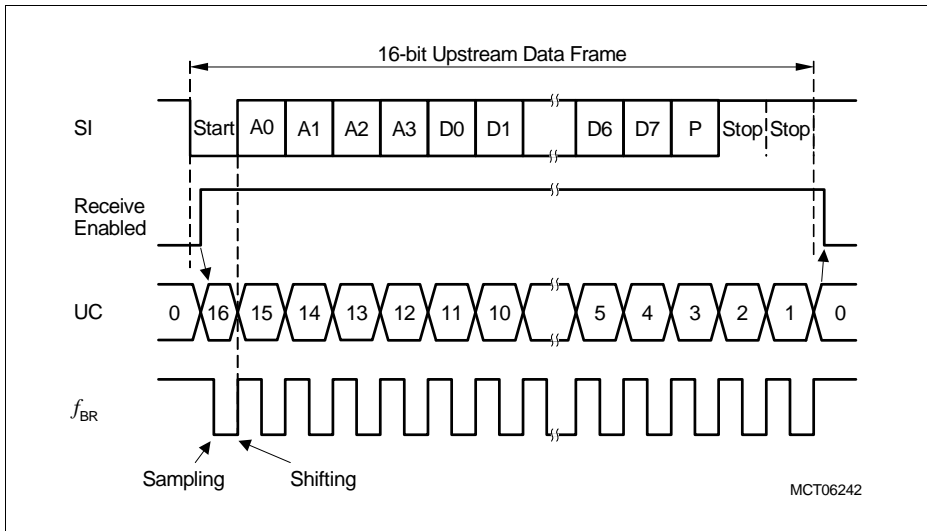 16-bit Upstream Data Frame
SI Start A0 A1 A2 A3 D0 D1 D6 D7 P Stop Stop
Receive
Enabled
UC 0 16 15 14 13 12 11 10 5 4 3 2 1 0
fBR
Sampling Shifting
MCT06242